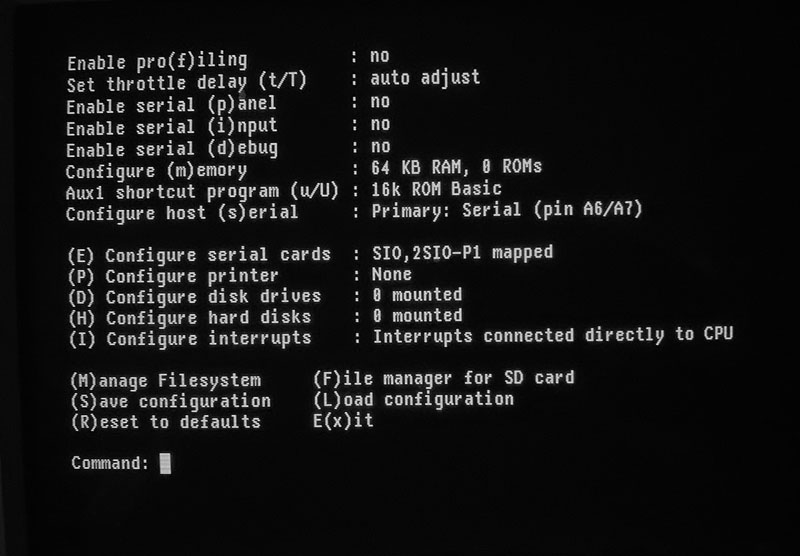 Enable pro(f)iling : no
Set throttle delay (t/T) : auto adjust
Enable serial (p)anel : no
Enable serial (i)nput : no
Enable serial (d)ebug : no
Configure (m)emory : 64 KB RAM, 0 ROMs
Aux1 shortcut program (u/U) : 16k ROM Basic
Configure host (s)erial : Primary: Serial (pin A6/A7)
(E) Configure serial cards : SIO,2SIO-P1 mapped
(P) Configure printer : None
(D) Configure disk drives : 0 mounted
(H) Configure hard disks : 0 mounted
(I) Configure interrupts : Interrupts connected directly to CPU
(M)anage Filesystem (F)ile manager for SD card
(S)ave configuration (L)oad configuration
(R)eset to defaults E(x)it
Command: